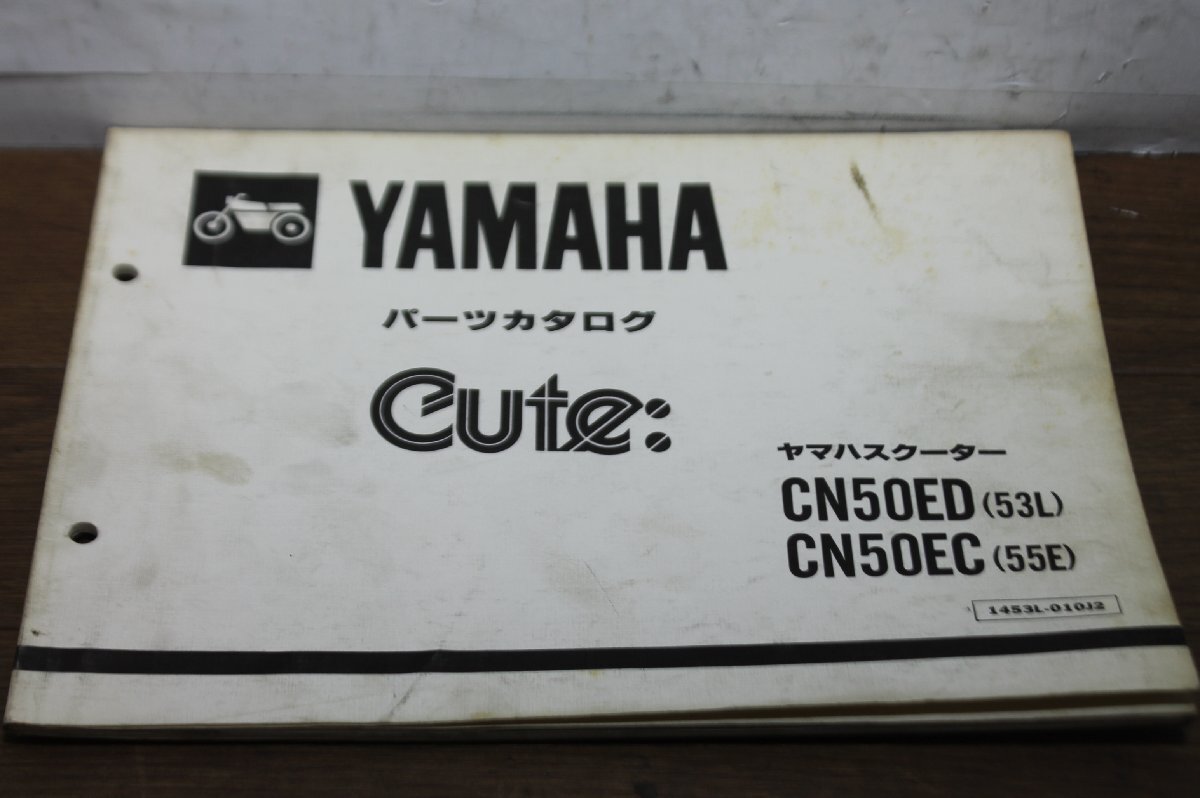 YAMAHA
パーツカタログ
Cute:
ヤマハスクーター
CN50ED (53L)
CN50EC (55E)
1453L-010J2